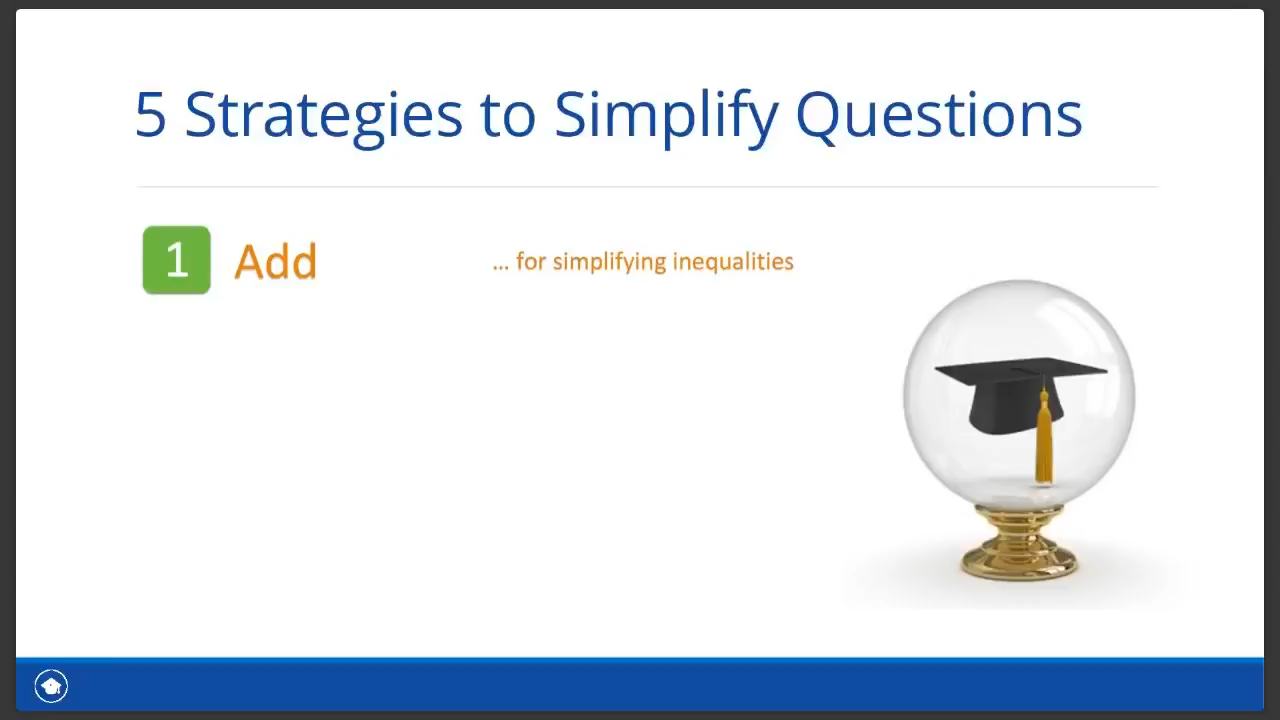 5 Strategies to Simplify Questions
1 Add ... for simplifying inequalities